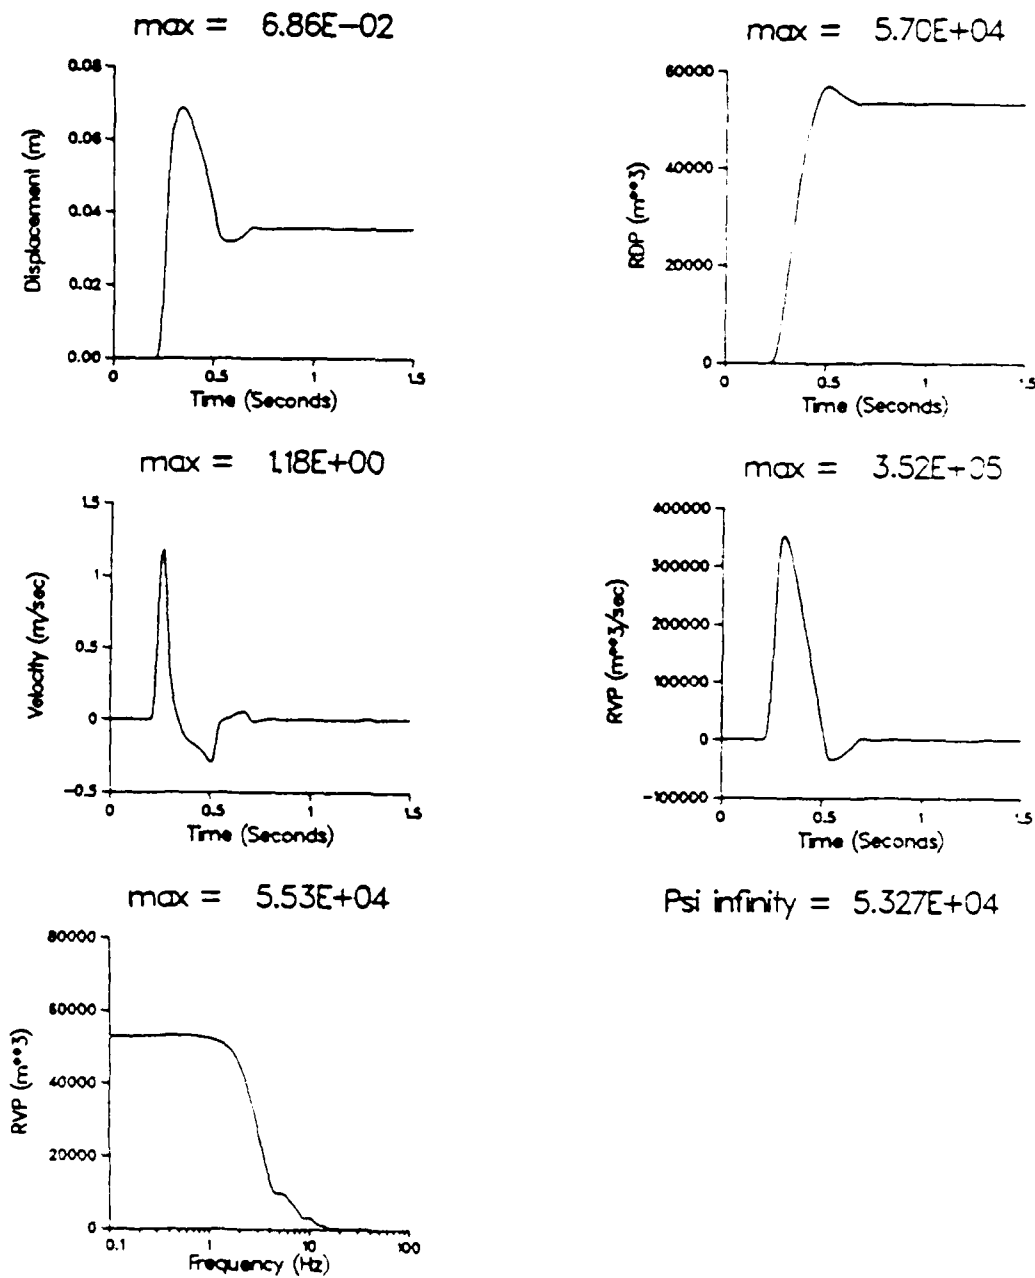 max = 6.86E-02
0.08
0.06
0.04
0.02
0.00
Displacement (m)
0
0.5
1
1.5
Time (Seconds)
max = 5.70E+04
60000
40000
20000
0
RDP (m**3)
0
0.5
1
1.5
Time (Seconds)
max = 1.18E+00
1.5
1
0.5
0
-0.5
Velocity (m/sec)
0
0.5
1
1.5
Time (Seconds)
max = 3.52E+05
400000
300000
200000
100000
0
-100000
RVP (m**3/sec)
0
0.5
1
1.5
Time (Seconds)
max = 5.53E+04
80000
60000
40000
20000
0
RVP (m**3)
0.1
1
10
100
Frequency (Hz)
Psi infinity = 5.327E+04